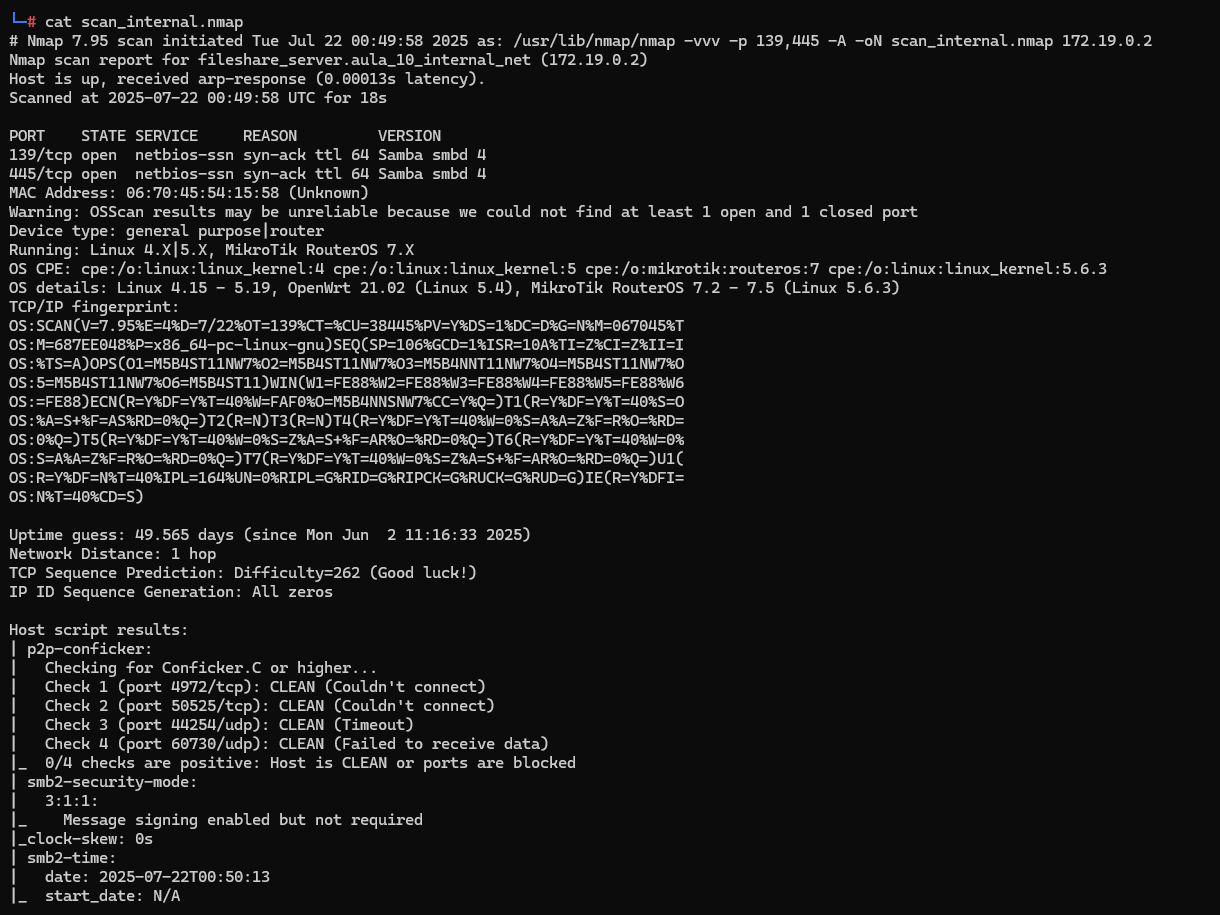 └─# cat scan_internal.nmap
# Nmap 7.95 scan initiated Tue Jul 22 00:49:58 2025 as: /usr/lib/nmap/nmap -vvv -p 139,445 -A -oN scan_internal.nmap 172.19.0.2
Nmap scan report for fileshare_server.aula_10_internal_net (172.19.0.2)
Host is up, received arp-response (0.00013s latency).
Scanned at 2025-07-22 00:49:58 UTC for 18s

PORT    STATE SERVICE     REASON         VERSION
139/tcp open  netbios-ssn syn-ack ttl 64 Samba smbd 4
445/tcp open  netbios-ssn syn-ack ttl 64 Samba smbd 4
MAC Address: 06:70:45:54:15:58 (Unknown)
Warning: OSScan results may be unreliable because we could not find at least 1 open and 1 closed port
Device type: general purpose|router
Running: Linux 4.X|5.X, MikroTik RouterOS 7.X
OS CPE: cpe:/o:linux:linux_kernel:4 cpe:/o:linux:linux_kernel:5 cpe:/o:mikrotik:routeros:7 cpe:/o:linux:linux_kernel:5.6.3
OS details: Linux 4.15 - 5.19, OpenWrt 21.02 (Linux 5.4), MikroTik RouterOS 7.2 - 7.5 (Linux 5.6.3)
TCP/IP fingerprint:
OS:SCAN(V=7.95%E=4%D=7/22%OT=139%CT=%CU=38445%PV=Y%DS=1%DC=D%G=N%M=067045%T
OS:M=687EE048%P=x86_64-pc-linux-gnu)SEQ(SP=106%GCD=1%ISR=10A%TI=Z%CI=Z%II=I
OS:%TS=A)OPS(O1=M5B4ST11NW7%O2=M5B4ST11NW7%O3=M5B4NNT11NW7%O4=M5B4ST11NW7%O
OS:5=M5B4ST11NW7%O6=M5B4ST11)WIN(W1=FE88%W2=FE88%W3=FE88%W4=FE88%W5=FE88%W6
OS:=FE88)ECN(R=Y%DF=Y%T=40%W=FAF0%O=M5B4NNSNW7%CC=Y%Q=)T1(R=Y%DF=Y%T=40%S=O
OS:%A=S+%F=AS%RD=0%Q=)T2(R=N)T3(R=N)T4(R=Y%DF=Y%T=40%W=0%S=A%A=Z%F=R%O=%RD=
OS:0%Q=)T5(R=Y%DF=Y%T=40%W=0%S=Z%A=S+%F=AR%O=%RD=0%Q=)T6(R=Y%DF=Y%T=40%W=0%
OS:S=A%A=Z%F=R%O=%RD=0%Q=)T7(R=Y%DF=Y%T=40%W=0%S=Z%A=S+%F=AR%O=%RD=0%Q=)U1(
OS:R=Y%DF=N%T=40%IPL=164%UN=0%RIPL=G%RID=G%RIPCK=G%RUCK=G%RUD=G)IE(R=Y%DFI=
OS:N%T=40%CD=S)

Uptime guess: 49.565 days (since Mon Jun  2 11:16:33 2025)
Network Distance: 1 hop
TCP Sequence Prediction: Difficulty=262 (Good luck!)
IP ID Sequence Generation: All zeros

Host script results:
| p2p-conficker:
|   Checking for Conficker.C or higher...
|   Check 1 (port 4972/tcp): CLEAN (Couldn't connect)
|   Check 2 (port 50525/tcp): CLEAN (Couldn't connect)
|   Check 3 (port 44254/udp): CLEAN (Timeout)
|   Check 4 (port 60730/udp): CLEAN (Failed to receive data)
|_  0/4 checks are positive: Host is CLEAN or ports are blocked
| smb2-security-mode:
|   3:1:1:
|_    Message signing enabled but not required
|_clock-skew: 0s
| smb2-time:
|   date: 2025-07-22T00:50:13
|_  start_date: N/A